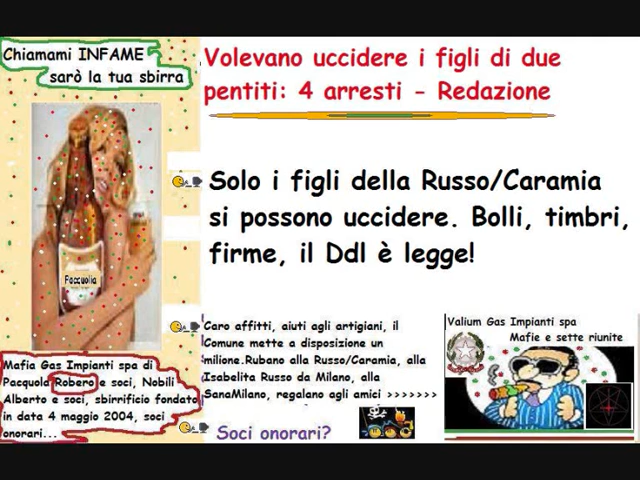 Chiamami INFAME
sarò la tua sbirra
Volevano uccidere i figli di due
pentiti: 4 arresti - Redazione
Solo i figli della Russo/Caramia
si possono uccidere. Bolli, timbri,
firme, il Ddl è legge!
Paccuolia
Mafia Gas Impianti spa di
Pacquola Robero e soci, Nobili
Alberto e soci, sbirrificio fondato
in data 4 maggio 2004, soci
onorari...
Caro affitti, aiuti agli artigiani, il
Comune mette a disposizione un
milione.Rubano alla Russo/Caramia, alla
Isabelita Russo da Milano, alla
SanaMilano, regalano agli amici >>>>>>>
Soci onorari?
Valium Gas Impianti spa
Mafie e sette riunite